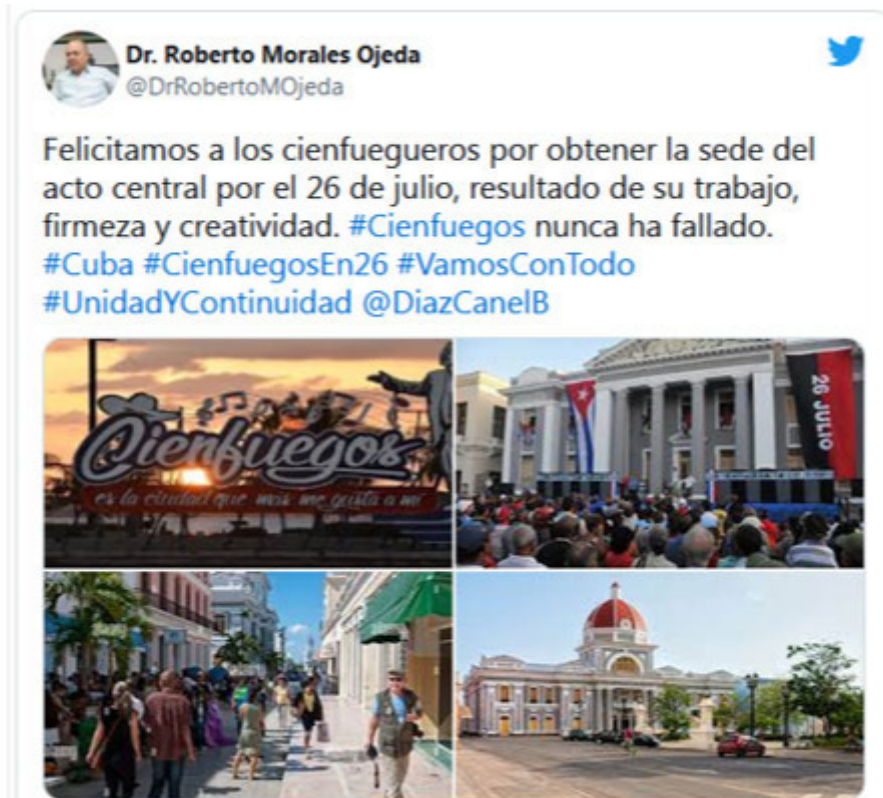 Dr. Roberto Morales Ojeda
@DrRobertoMOjeda
Felicitamos a los cienfuegueros por obtener la sede del
acto central por el 26 de julio, resultado de su trabajo,
firmeza y creatividad. #Cienfuegos nunca ha fallado.
#Cuba #CienfuegosEn26 #VamosConTodo
#UnidadYContinuidad @DiazCanelB
Cienfuegos
es la ciudad que más me gusta a mí
26 JULIO